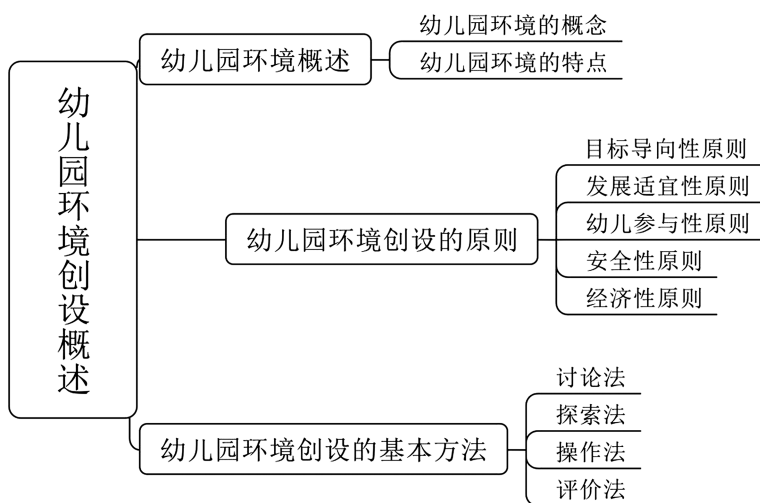 幼儿园环境创设概述
幼儿园环境概述
幼儿园环境的概念
幼儿园环境的特点
幼儿园环境创设的原则
目标导向性原则
发展适宜性原则
幼儿参与性原则
安全性原则
经济性原则
幼儿园环境创设的基本方法
讨论法
探索法
操作法
评价法